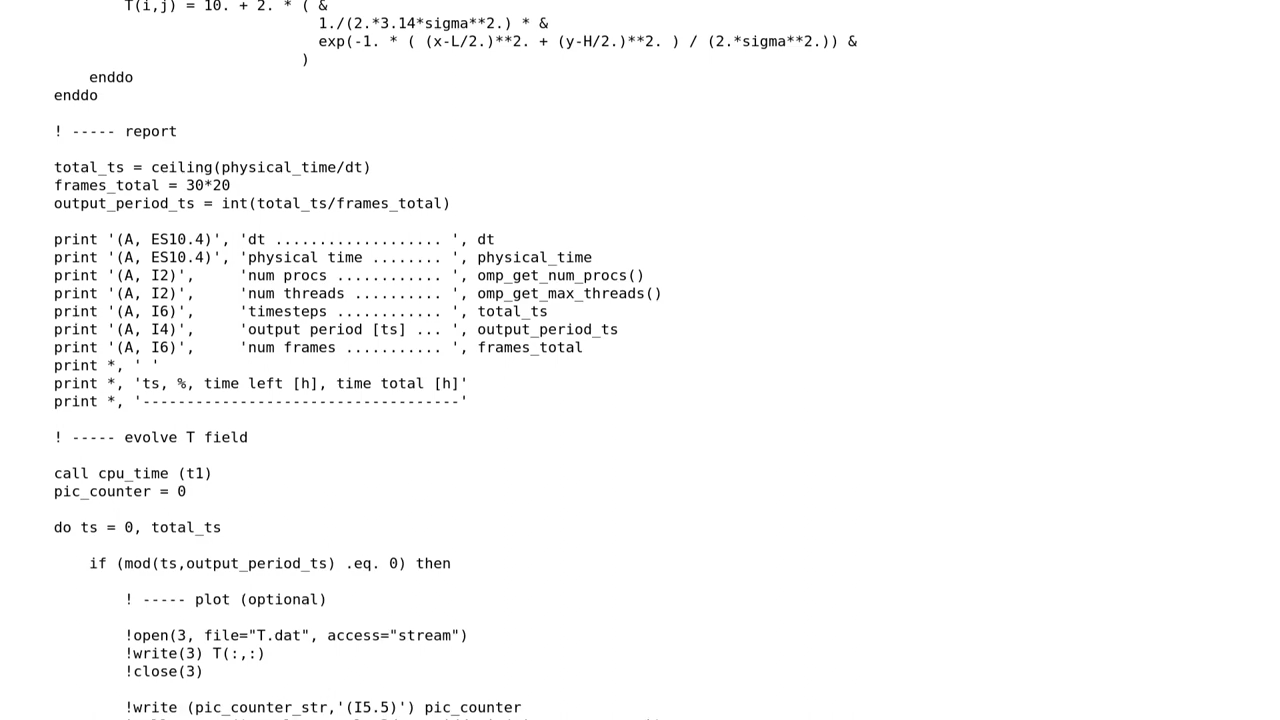 T(i,j) = 10. + 2. * ( &
1./(2.*3.14*sigma**2.) * &
exp(-1. * ( (x-L/2.)**2. + (y-H/2.)**2. ) / (2.*sigma**2.)) &
)
enddo
enddo
! ----- report
total_ts = ceiling(physical_time/dt)
frames_total = 30*20
output_period_ts = int(total_ts/frames_total)
print '(A, ES10.4)', 'dt ................... ', dt
print '(A, ES10.4)', 'physical time ........ ', physical_time
print '(A, I2)',     'num procs ............ ', omp_get_num_procs()
print '(A, I2)',     'num threads .......... ', omp_get_max_threads()
print '(A, I6)',     'timesteps ............ ', total_ts
print '(A, I4)',     'output period [ts] ... ', output_period_ts
print '(A, I6)',     'num frames ........... ', frames_total
print *, ' '
print *, 'ts, %, time left [h], time total [h]'
print *, '------------------------------------'
! ----- evolve T field
call cpu_time (t1)
pic_counter = 0
do ts = 0, total_ts
if (mod(ts,output_period_ts) .eq. 0) then
! ----- plot (optional)
!open(3, file="T.dat", access="stream")
!write(3) T(:,:)
!close(3)
!write (pic_counter_str,'(I5.5)') pic_counter